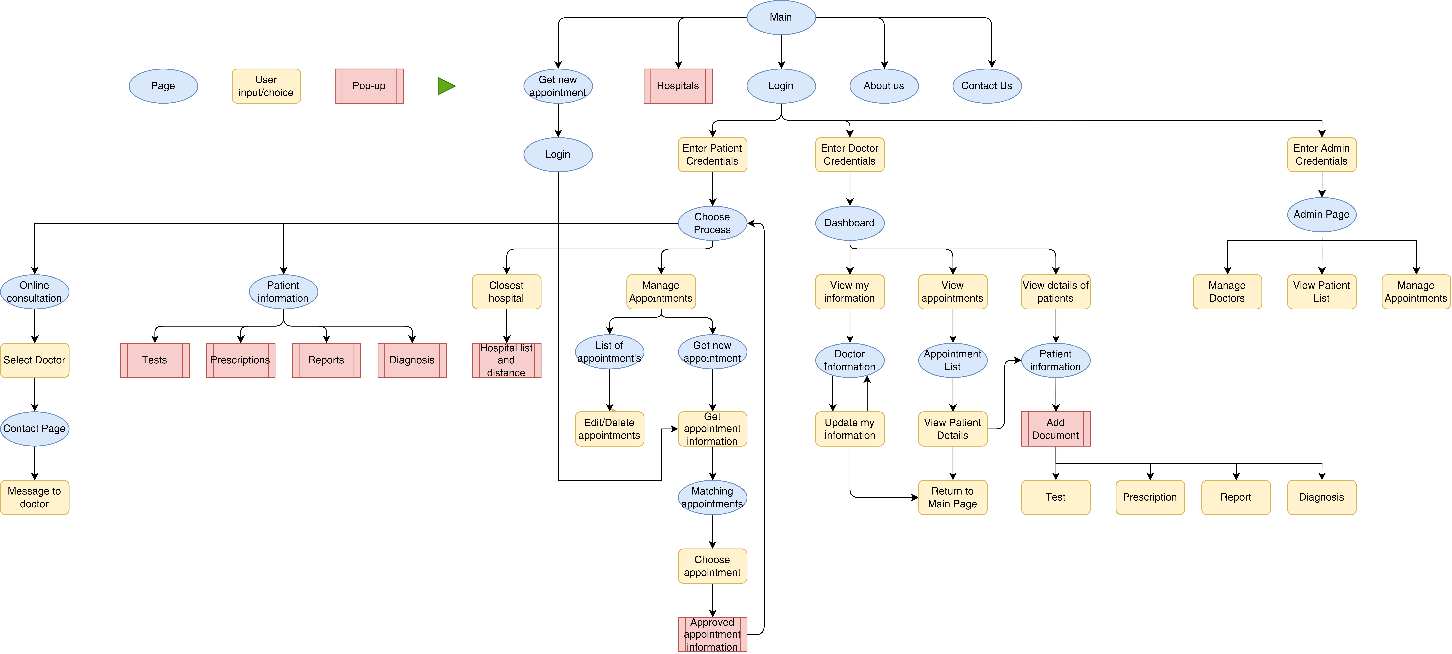 Main
Page
User
input/choice
Pop-up
Get new
appointment
Hospitals
Login
About us
Contact Us
Login
Enter Patient
Credentials
Enter Doctor
Credentials
Enter Admin
Credentials
Choose
Process
Dashboard
Admin Page
Online
consultation
Patient
information
Closest
hospital
Manage
Appointments
View my
information
View
appointments
View details of
patients
Manage
Doctors
View Patient
List
Manage
Appointments
Select Doctor
Tests
Prescriptions
Reports
Diagnosis
Hospital list
and
distance
List of
appointments
Get new
appointment
Doctor
Information
Appointment
List
Patient
information
Contact Page
Edit/Delete
appointments
Get
appointment
information
Update my
information
View Patient
Details
Add
Document
Message to
doctor
Matching
appointments
Return to
Main Page
Test
Prescription
Report
Diagnosis
Choose
appointment
Approved
appointment
information